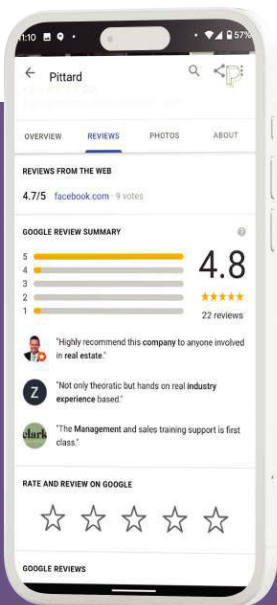 1:10 57%
Pittard
OVERVIEW REVIEWS PHOTOS ABOUT
REVIEWS FROM THE WEB
4.7/5 facebook.com · 9 votes
GOOGLE REVIEW SUMMARY
5
4
3
2
1
4.8
22 reviews
"Highly recommend this company to anyone involved
in real estate."
Z
"Not only theoratic but hands on real industry
experience based."
clark
"The Management and sales training support is first
class."
RATE AND REVIEW ON GOOGLE
GOOGLE REVIEWS